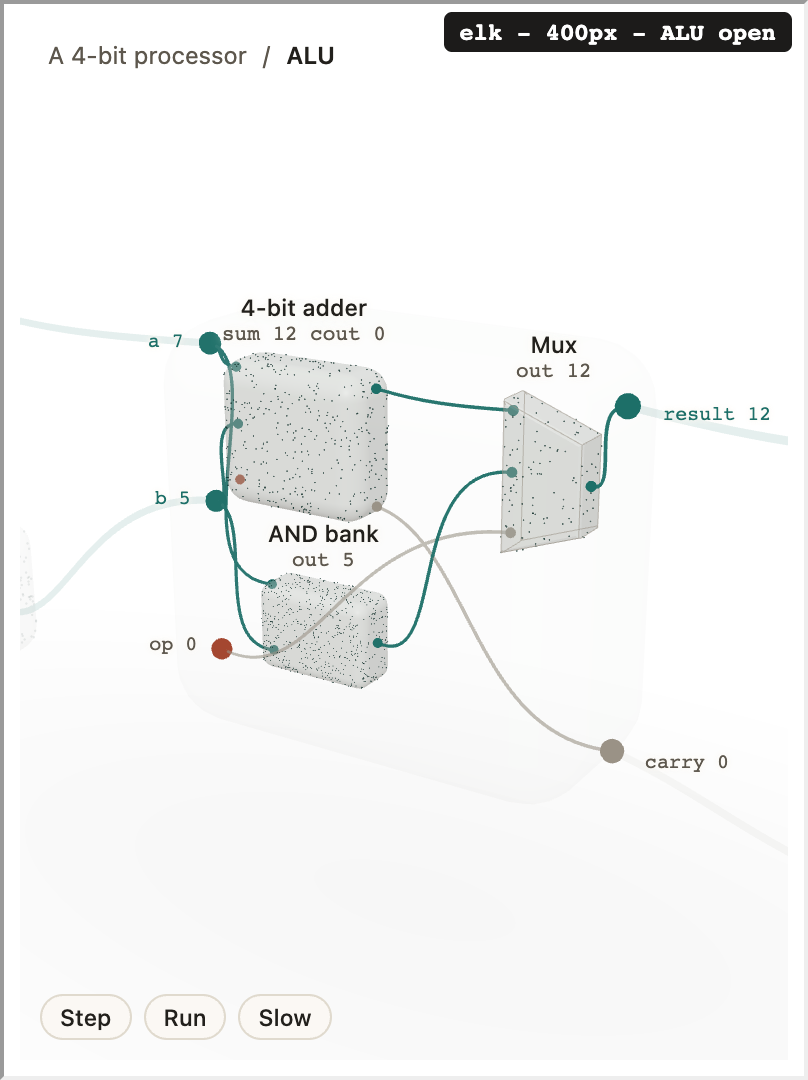 elk - 400px - ALU open
A 4-bit processor / ALU
4-bit adder
sum 12 cout 0
a 7
Mux
out 12
result 12
b 5
AND bank
out 5
op 0
carry 0
Step
Run
Slow